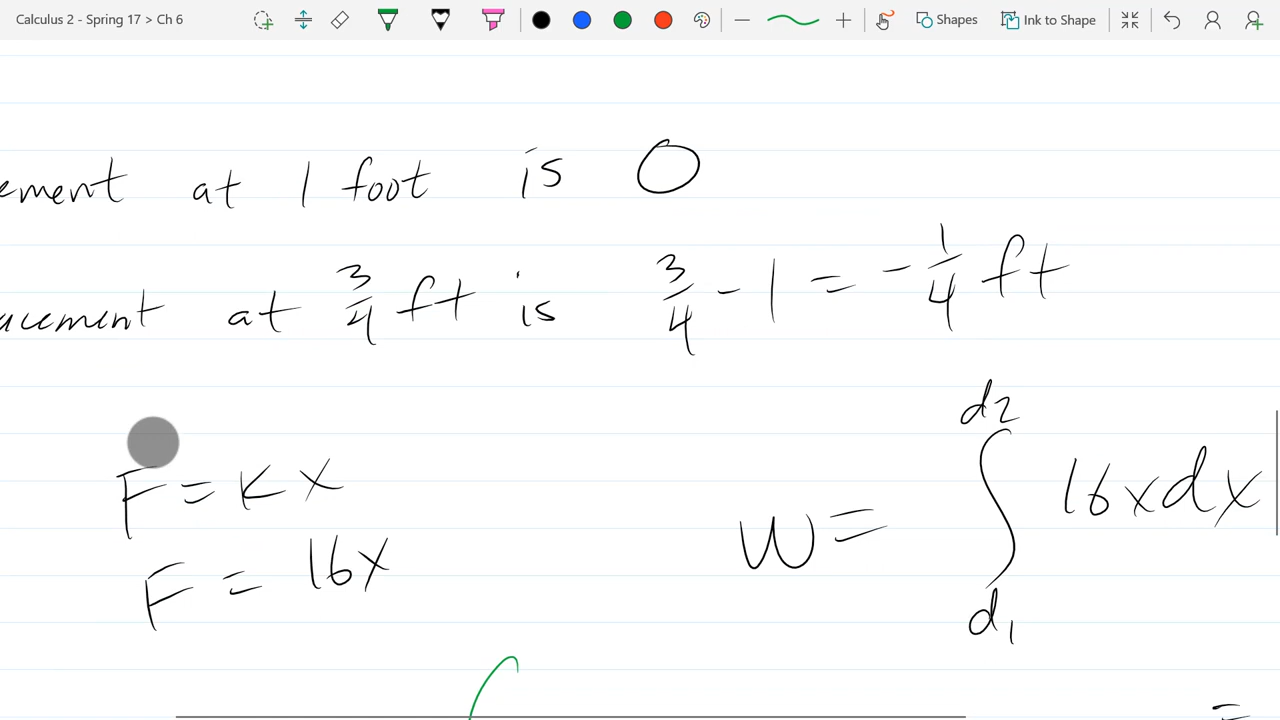 Calculus 2 - Spring 17 > Ch 6
Shapes
Ink to Shape
ement at 1 foot is 0
acement at 3/4 ft is 3/4 - 1 = -1/4 ft
F = kx
F = 16x
W = ∫_{d1}^{d2} 16x dx
=